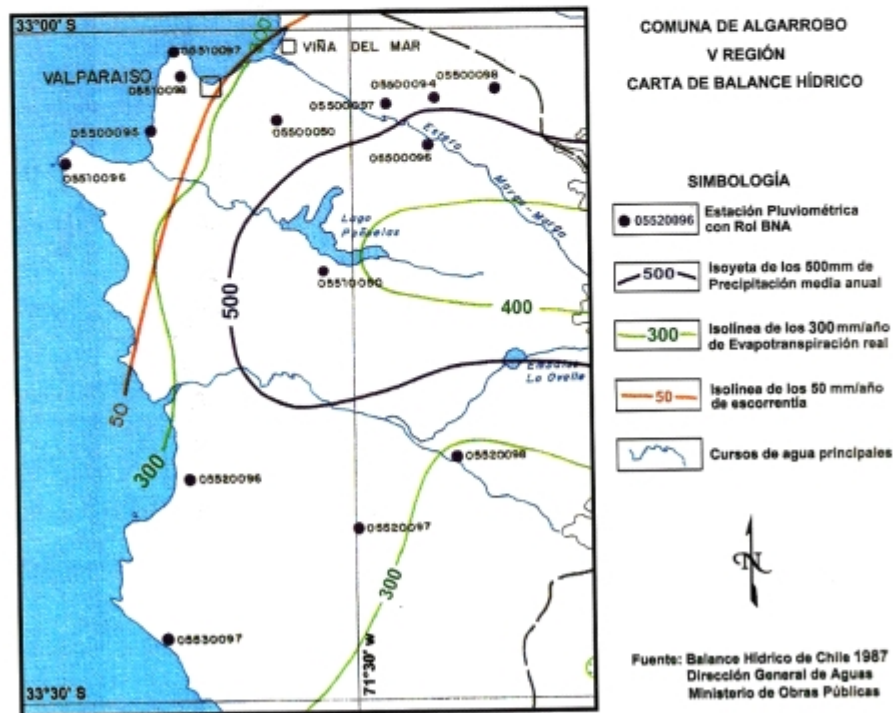 33°00' S
05510097
VIÑA DEL MAR
VALPARAISO
05510098
05500094
05500098
05500097
05500095
05500050
05500096
05510096
Estero
Marga-Marga
Lago
Peñuelas
05510050
500
400
Embalse
Lo Ovalle
50
300
05520098
05520096
05520097
300
05530097
71°30' W
33°30' S
COMUNA DE ALGARROBO
V REGIÓN
CARTA DE BALANCE HÍDRICO
SIMBOLOGÍA
05520096
Estación Pluviométrica
con Rol BNA
500
Isoyeta de los 500mm de
Precipitación media anual
300
Isolínea de los 300 mm/año
de Evapotranspiración real
50
Isolinea de los 50 mm/año
de escorrentía
Cursos de agua principales
N
Fuente: Balance Hídrico de Chile 1987
Dirección General de Aguas
Ministerio de Obras Públicas